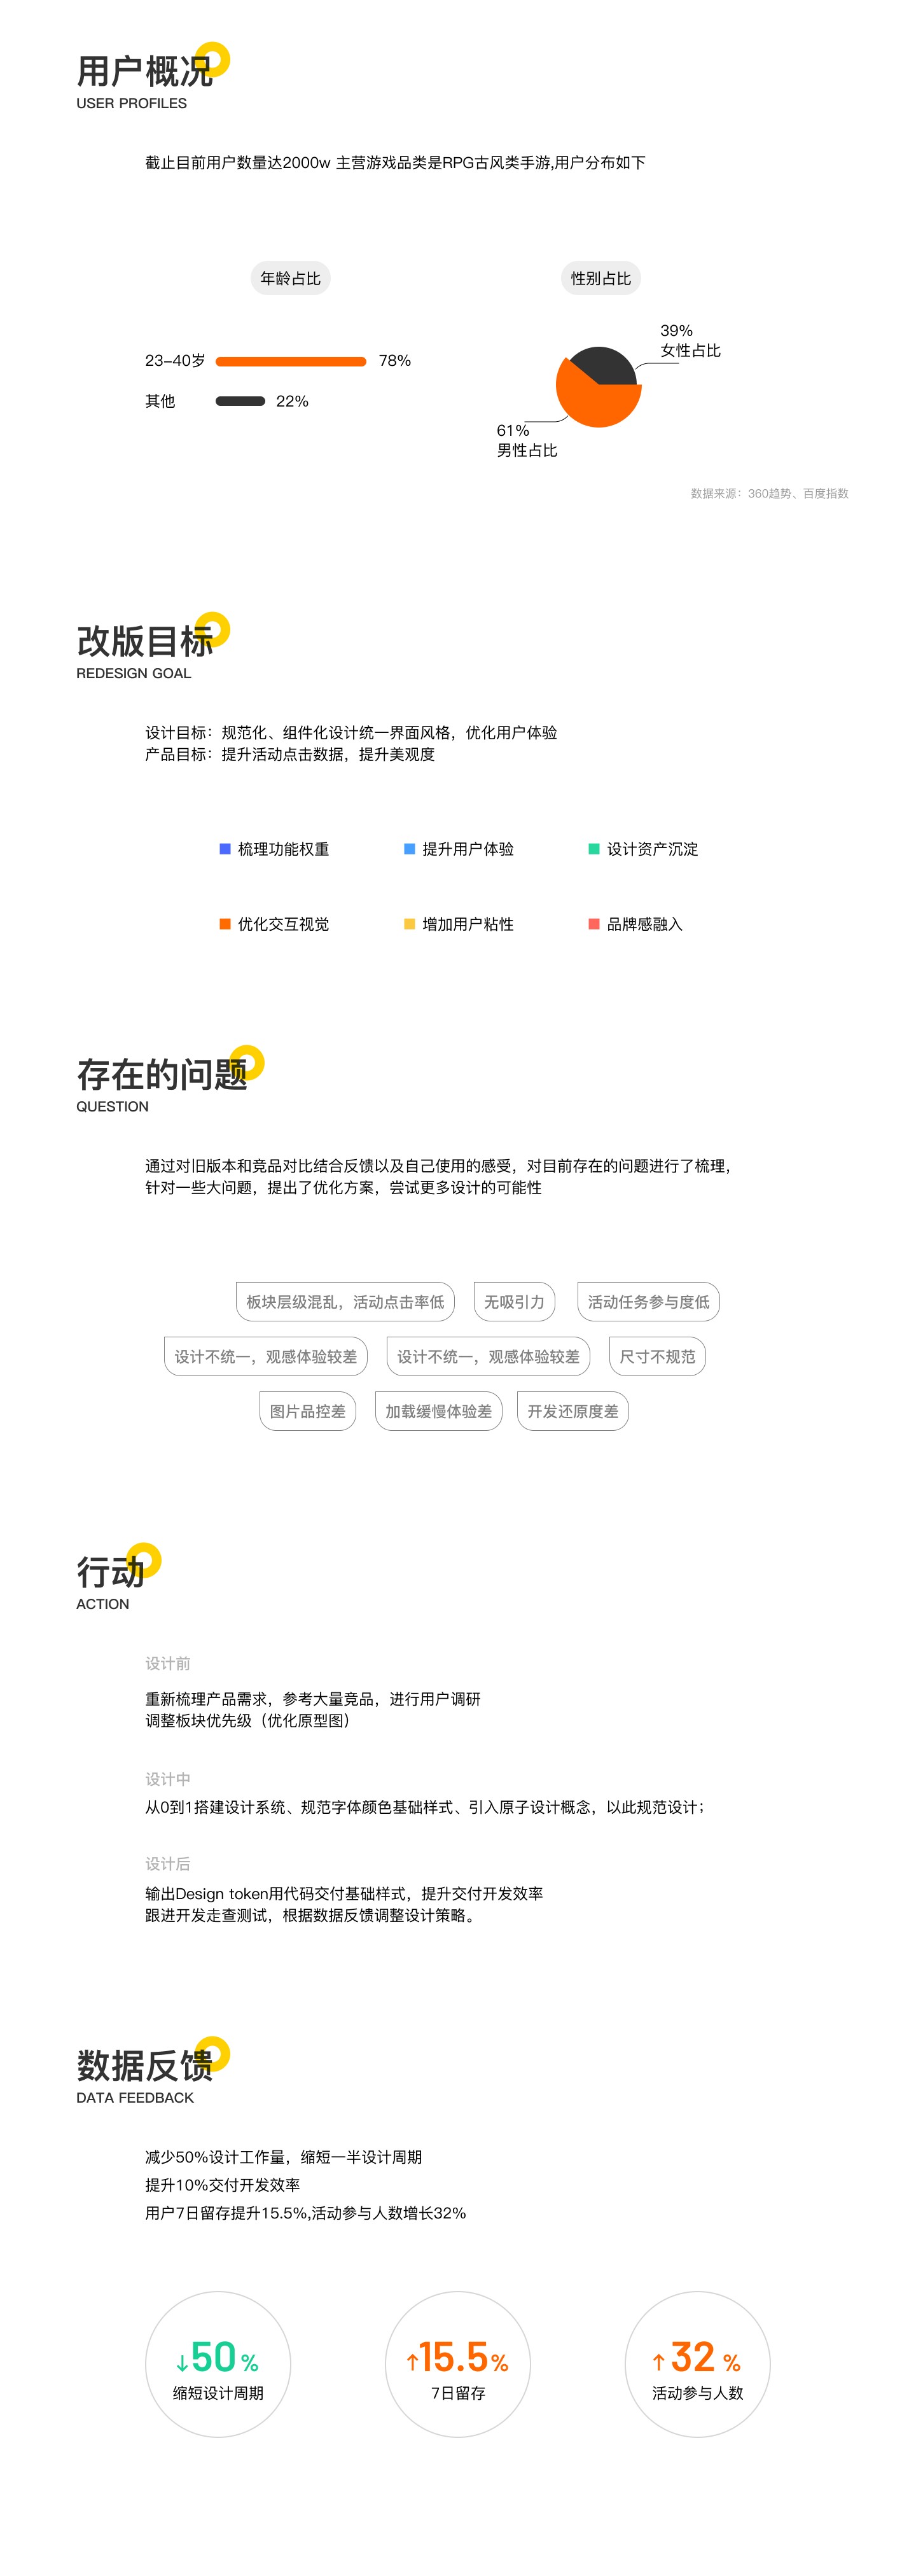 用户概况
USER PROFILES
截止目前用户数量达2000w 主营游戏品类是RPG古风类手游,用户分布如下
年龄占比
性别占比
23-40岁
78%
其他
22%
39%
女性占比
61%
男性占比
数据来源：360趋势、百度指数
改版目标
REDESIGN GOAL
设计目标：规范化、组件化设计统一界面风格，优化用户体验
产品目标：提升活动点击数据，提升美观度
梳理功能权重
提升用户体验
设计资产沉淀
优化交互视觉
增加用户粘性
品牌感融入
存在的问题
QUESTION
通过对旧版本和竞品对比结合反馈以及自己使用的感受，对目前存在的问题进行了梳理，
针对一些大问题，提出了优化方案，尝试更多设计的可能性
板块层级混乱，活动点击率低
无吸引力
活动任务参与度低
设计不统一，观感体验较差
设计不统一，观感体验较差
尺寸不规范
图片品控差
加载缓慢体验差
开发还原度差
行动
ACTION
设计前
重新梳理产品需求，参考大量竞品，进行用户调研
调整板块优先级（优化原型图）
设计中
从0到1搭建设计系统、规范字体颜色基础样式、引入原子设计概念，以此规范设计；
设计后
输出Design token用代码交付基础样式，提升交付开发效率
跟进开发走查测试，根据数据反馈调整设计策略。
数据反馈
DATA FEEDBACK
减少50%设计工作量，缩短一半设计周期
提升10%交付开发效率
用户7日留存提升15.5%,活动参与人数增长32%
↓50%
缩短设计周期
↑15.5%
7日留存
↑32 %
活动参与人数